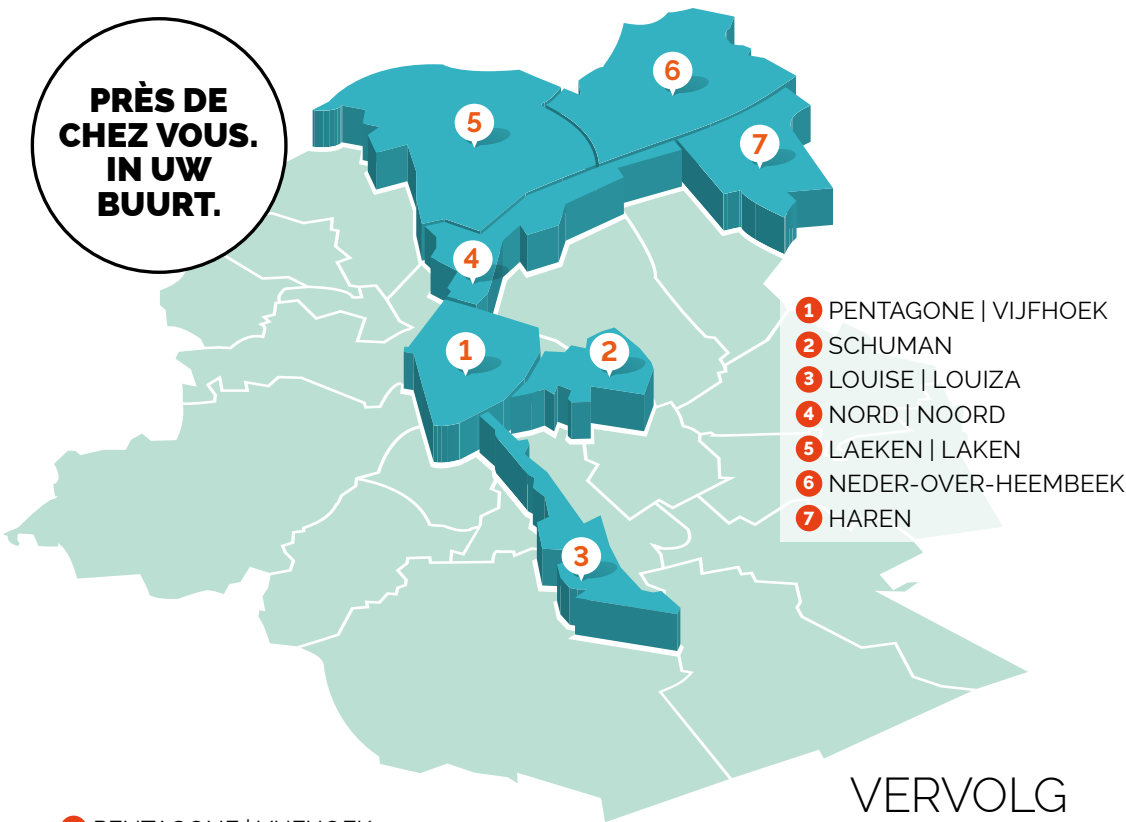 PRÈS DE
CHEZ VOUS.
IN UW
BUURT.
6
5
7
4
1
2
3
1 PENTAGONE | VIJFHOEK
2 SCHUMAN
3 LOUISE | LOUIZA
4 NORD | NOORD
5 LAEKEN | LAKEN
6 NEDER-OVER-HEEMBEEK
7 HAREN
VERVOLG